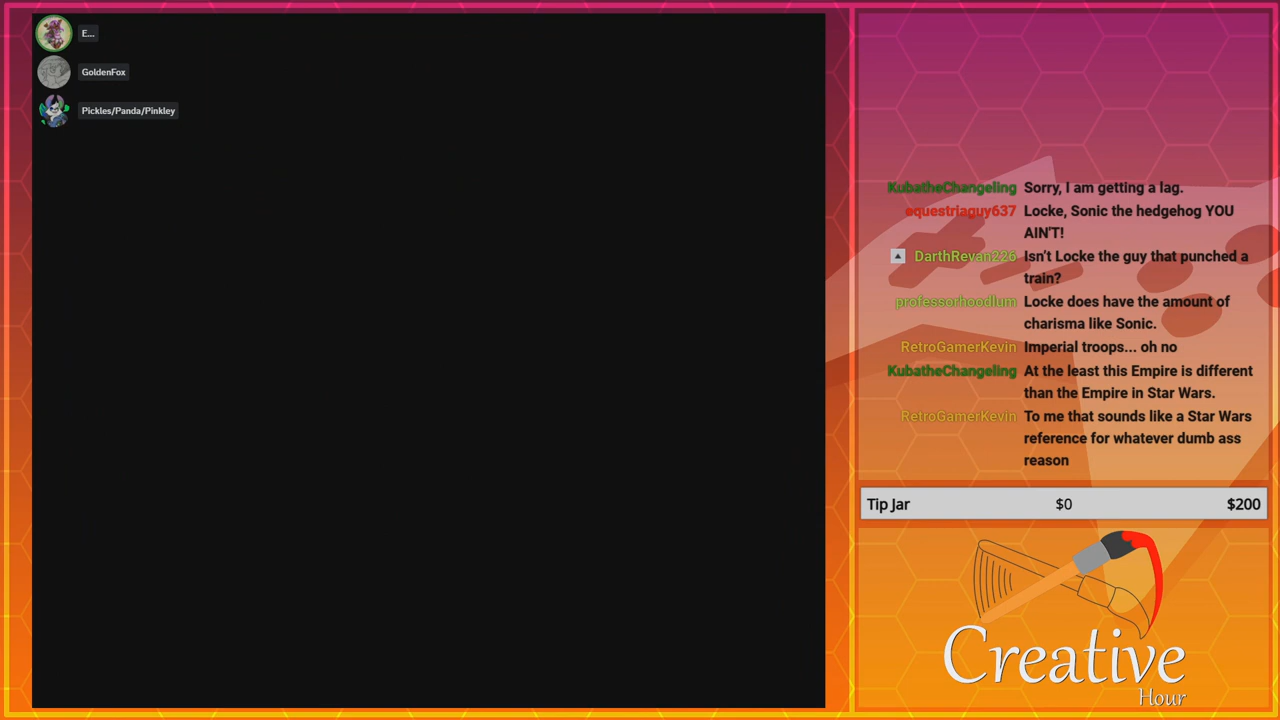 E...
GoldenFox
Pickles/Panda/Pinkley
KubatheChangeling Sorry, I am getting a lag.
equestriaguy637 Locke, Sonic the hedgehog YOU
AIN'T!
DarthRevan226 Isn't Locke the guy that punched a
train?
professorhoodlum Locke does have the amount of
charisma like Sonic.
RetroGamerKevin Imperial troops... oh no
KubatheChangeling At the least this Empire is different
than the Empire in Star Wars.
RetroGamerKevin To me that sounds like a Star Wars
reference for whatever dumb ass
reason
Tip Jar $0 $200
Creative
Hour